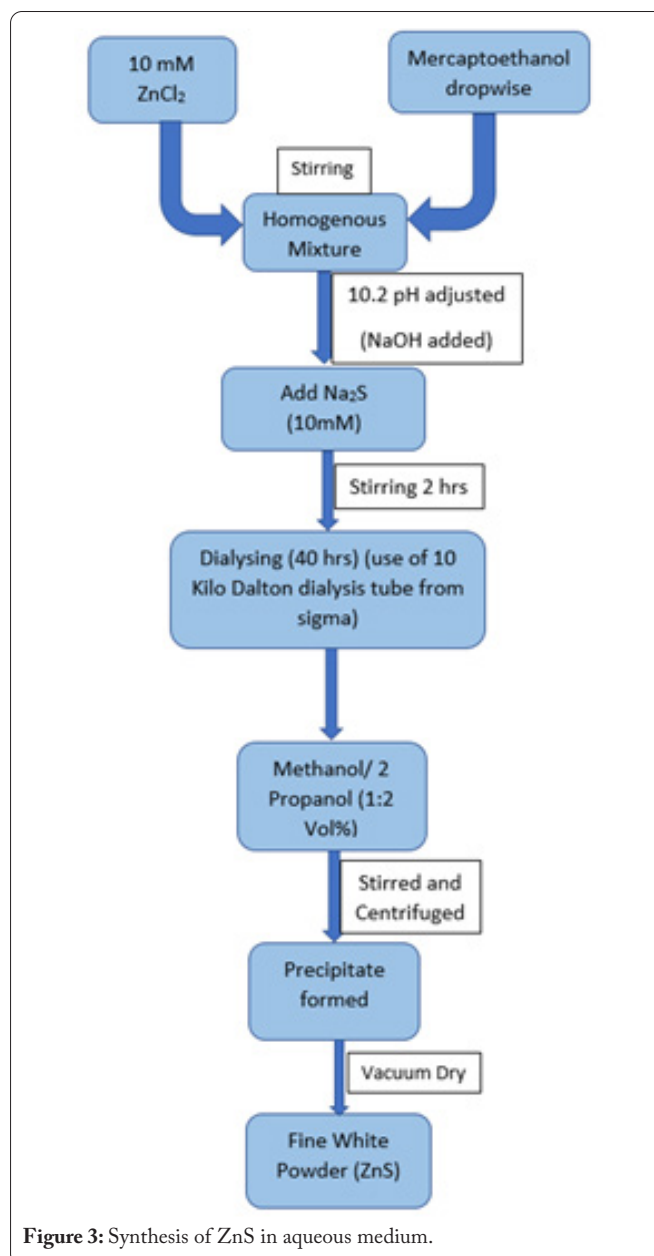 10 mM
ZnCl₂
Mercaptoethanol
dropwise
Stirring
Homogenous
Mixture
10.2 pH adjusted
(NaOH added)
Add Na₂S
(10mM)
Stirring 2 hrs
Dialysing (40 hrs) (use of 10
Kilo Dalton dialysis tube from
sigma)
Methanol/ 2
Propanol (1:2
Vol%)
Stirred and
Centrifuged
Precipitate
formed
Vacuum Dry
Fine White
Powder (ZnS)
Figure 3: Synthesis of ZnS in aqueous medium.